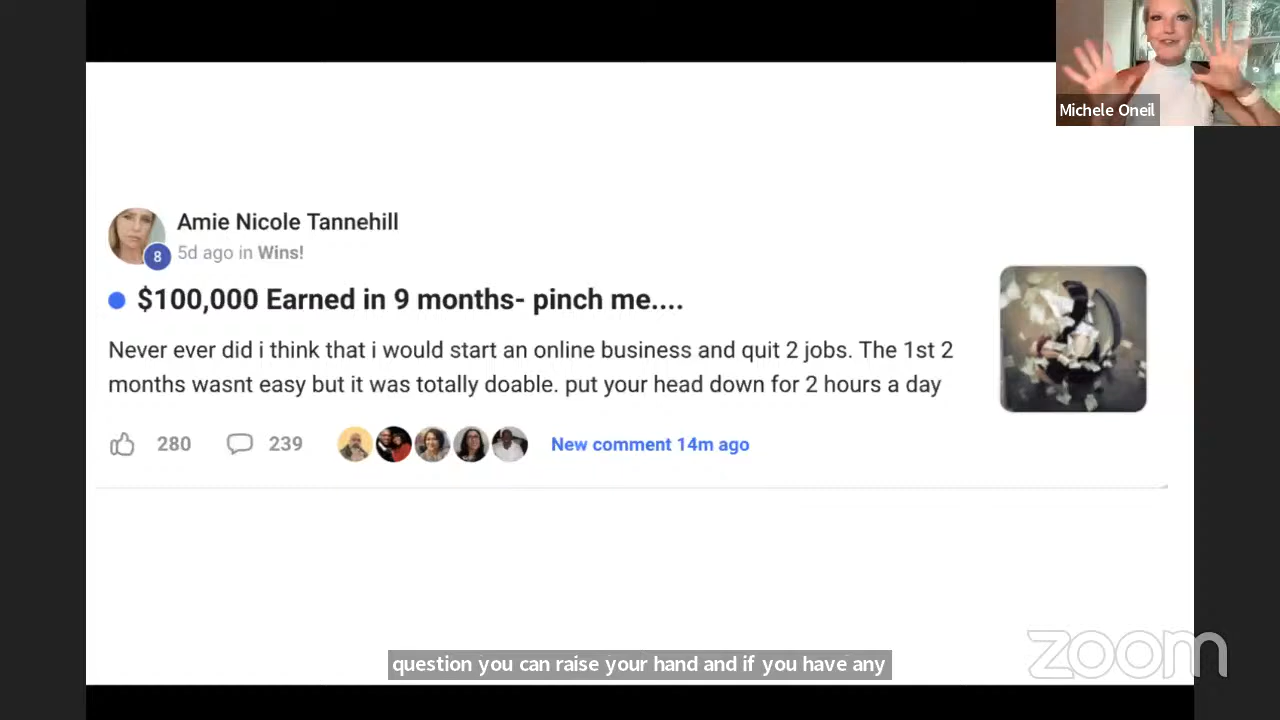 Michele Oneil
Amie Nicole Tannehill
8
5d ago in Wins!
$100,000 Earned in 9 months- pinch me....
Never ever did i think that i would start an online business and quit 2 jobs. The 1st 2
months wasnt easy but it was totally doable. put your head down for 2 hours a day
280 239 New comment 14m ago
question you can raise your hand and if you have any
zoom